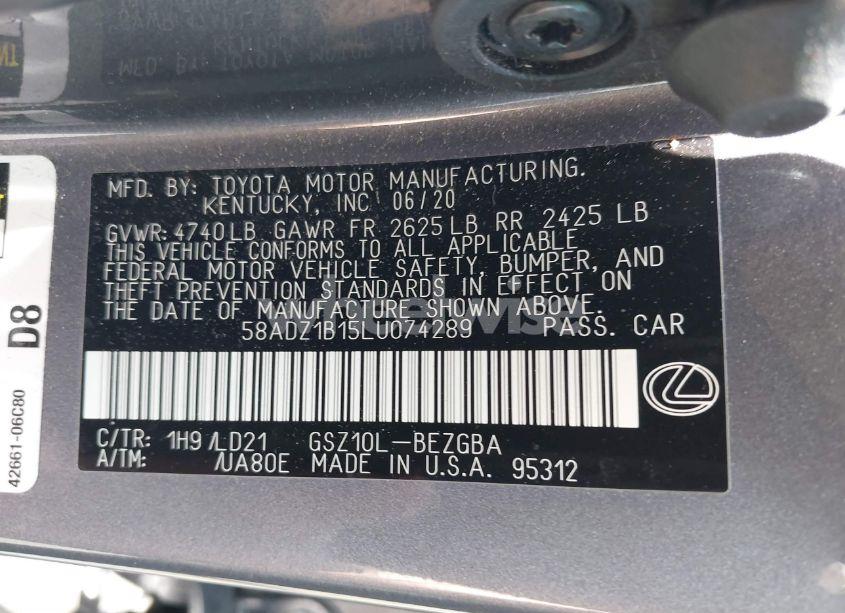 MFD. BY: TOYOTA MOTOR MANUFACTURING.
KENTUCKY, INC 06/20
GVWR: 4740LB GAWR FR 2625LB RR 2425 LB
THIS VEHICLE CONFORMS TO ALL APPLICABLE
FEDERAL MOTOR VEHICLE SAFETY, BUMPER, AND
THEFT PREVENTION STANDARDS IN EFFECT ON
THE DATE OF MANUFACTURE SHOWN ABOVE.
58ADZ1B15LU074289 PASS. CAR
C/TR: 1H9 /LD21 GSZ10L-BEZGBA
A/TM: /UA80E MADE IN U.S.A. 95312
D8
42661-06C80